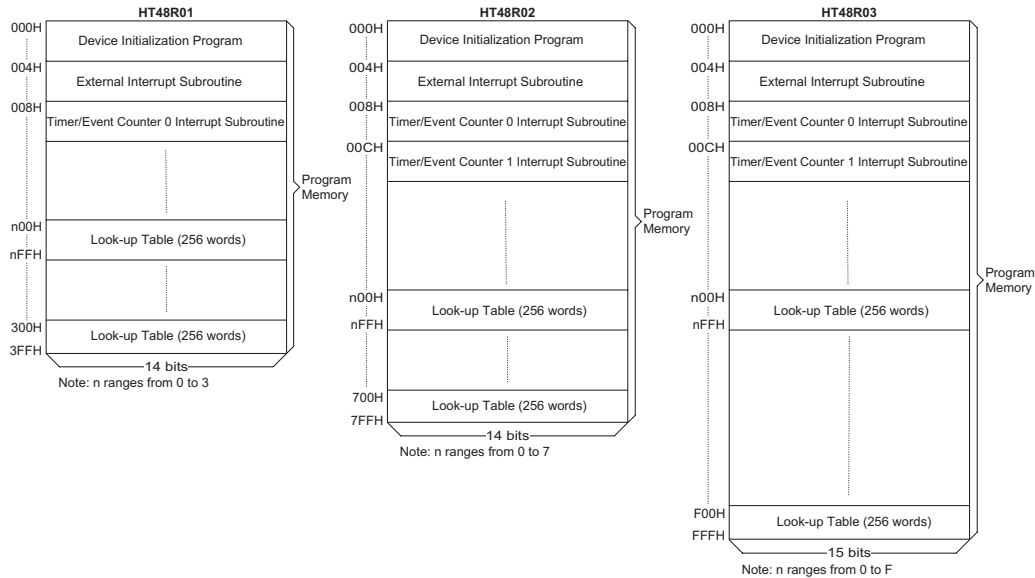 HT48R01
000H
Device Initialization Program
004H
External Interrupt Subroutine
008H
Timer/Event Counter 0 Interrupt Subroutine
Program
Memory
n00H
Look-up Table (256 words)
nFFH
300H
Look-up Table (256 words)
3FFH
14 bits
Note: n ranges from 0 to 3
HT48R02
000H
Device Initialization Program
004H
External Interrupt Subroutine
008H
Timer/Event Counter 0 Interrupt Subroutine
00CH
Timer/Event Counter 1 Interrupt Subroutine
Program
Memory
n00H
Look-up Table (256 words)
nFFH
700H
Look-up Table (256 words)
7FFH
14 bits
Note: n ranges from 0 to 7
HT48R03
000H
Device Initialization Program
004H
External Interrupt Subroutine
008H
Timer/Event Counter 0 Interrupt Subroutine
00CH
Timer/Event Counter 1 Interrupt Subroutine
Program
Memory
n00H
Look-up Table (256 words)
nFFH
F00H
Look-up Table (256 words)
FFFH
15 bits
Note: n ranges from 0 to F